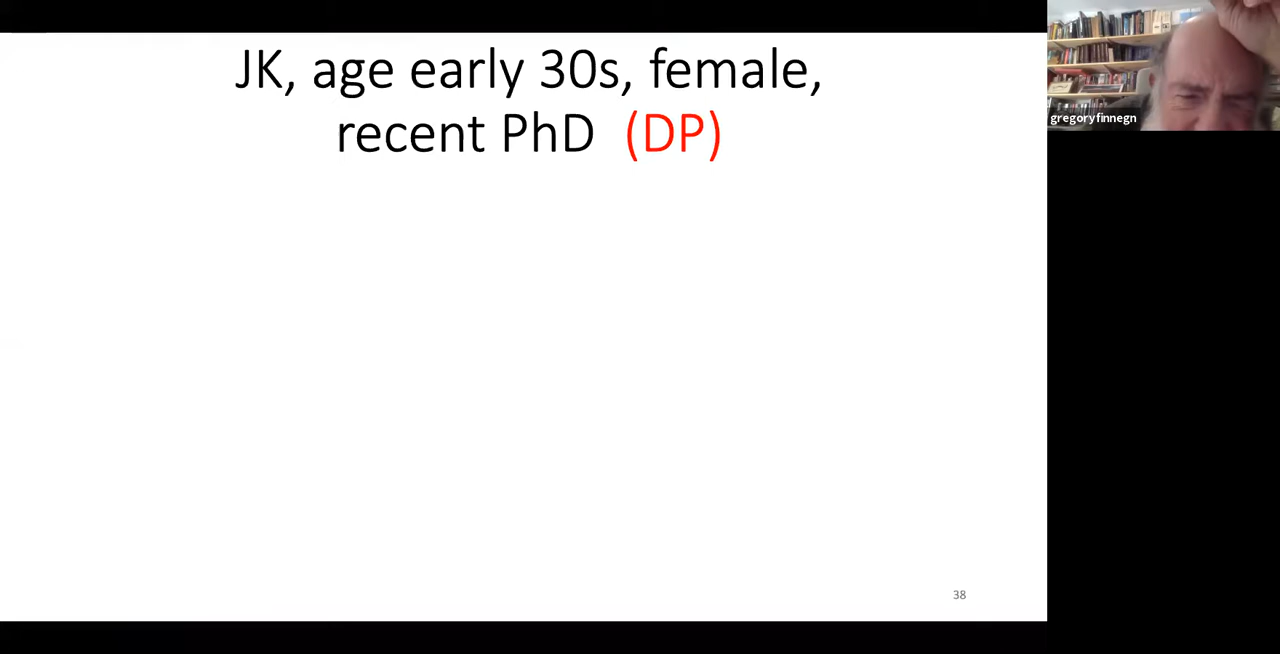 JK, age early 30s, female,
recent PhD (DP)
gregoryfinnegn
38